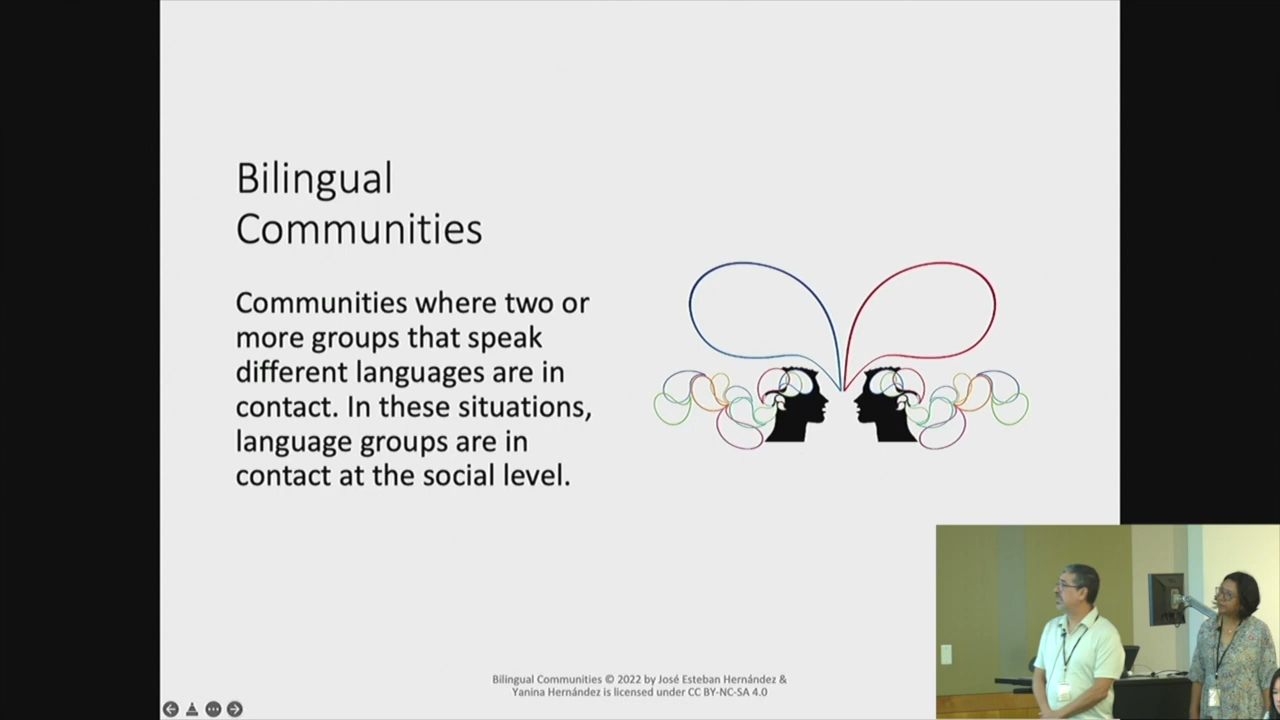 Bilingual
Communities
Communities where two or
more groups that speak
different languages are in
contact. In these situations,
language groups are in
contact at the social level.
Bilingual Communities © 2022 by José Esteban Hernández &
Yanina Hernández is licensed under CC BY-NC-SA 4.0